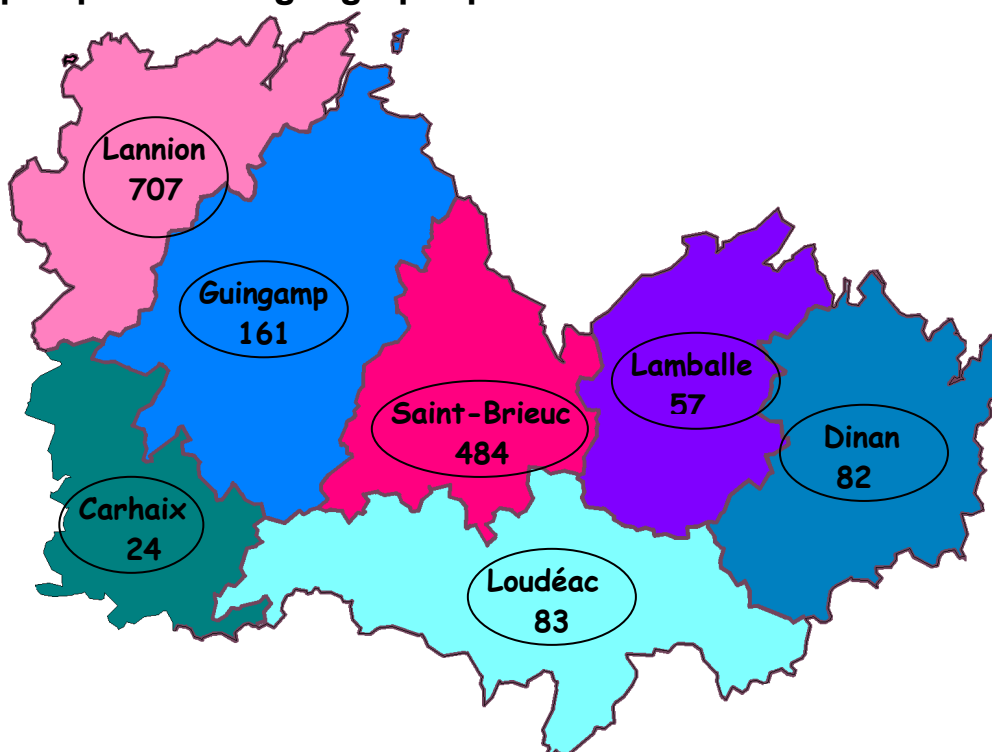 Lannion
707
Guingamp
161
Lamballe
57
Saint-Brieuc
484
Dinan
82
Carhaix
24
Loudéac
83